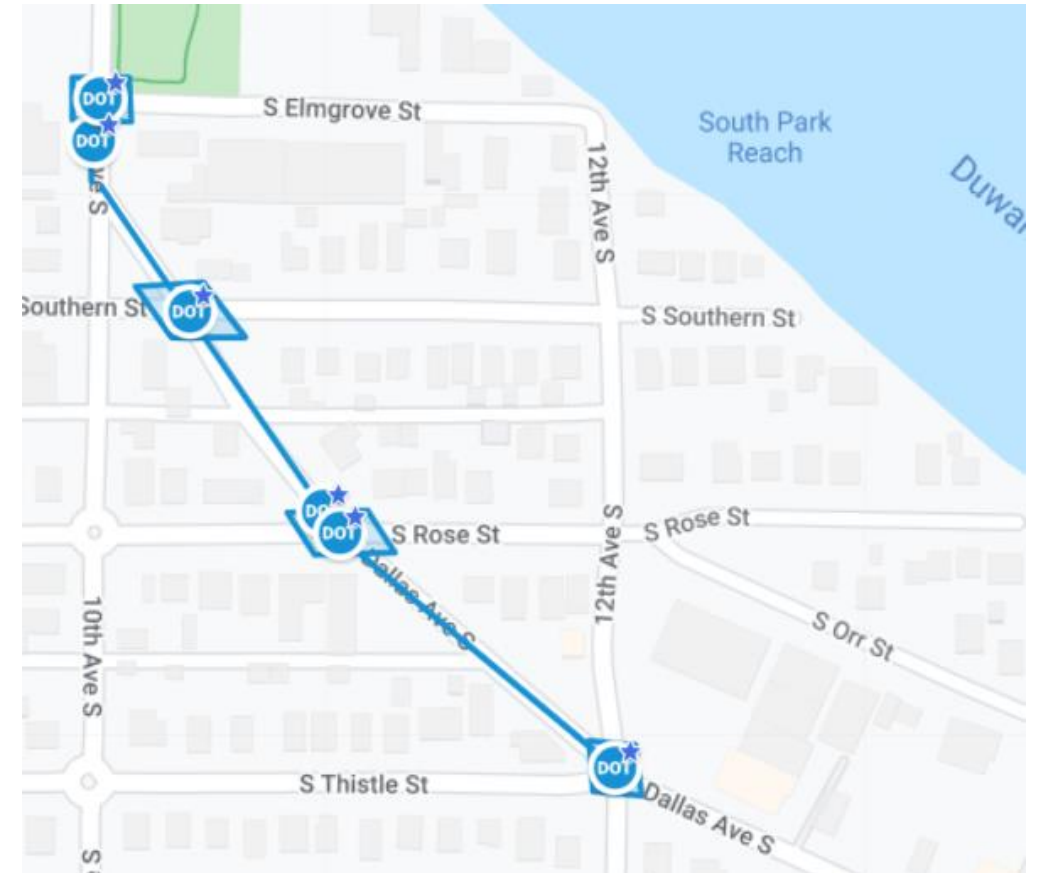 DOT
S Elmgrove St
South Park
Reach
DOT
12th Ave S
Ave S
Southern St
DOT
S Southern St
DOT
DOT
S Rose St
S Rose St
12th Ave S
Dallas Ave S
10th Ave S
S Orr St
DOT
S Thistle St
Dallas Ave S